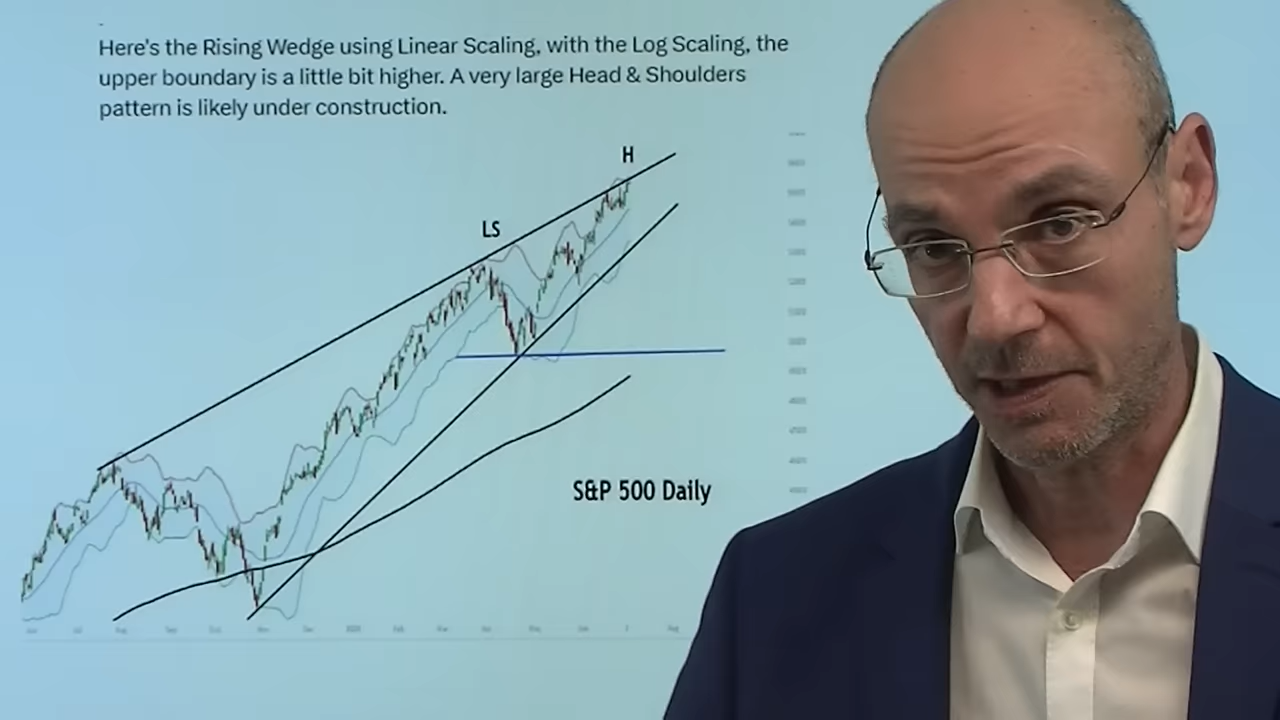 Here's the Rising Wedge using Linear Scaling, with the Log Scaling, the
upper boundary is a little bit higher. A very large Head & Shoulders
pattern is likely under construction.
H
LS
S&P 500 Daily